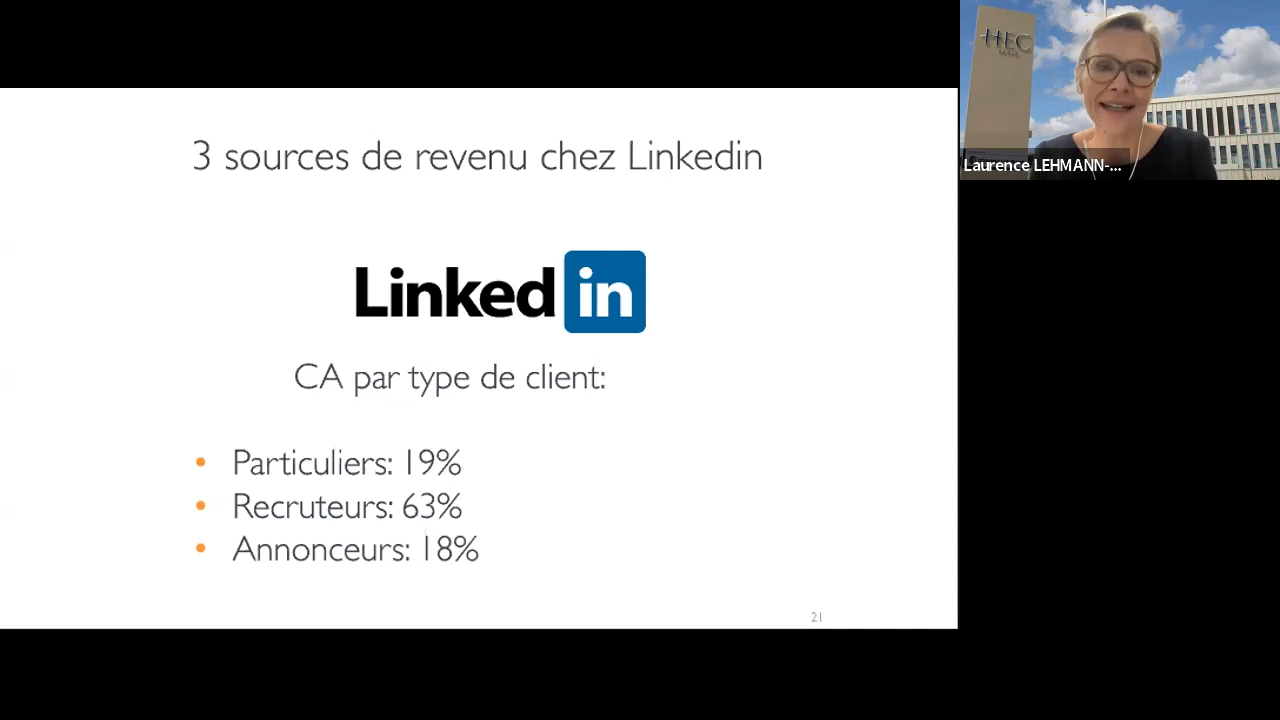 3 sources de revenu chez Linkedin
Linkedin
CA par type de client:
• Particuliers: 19%
• Recruteurs: 63%
• Annonceurs: 18%
21
HEC
Laurence LEHMANN-...